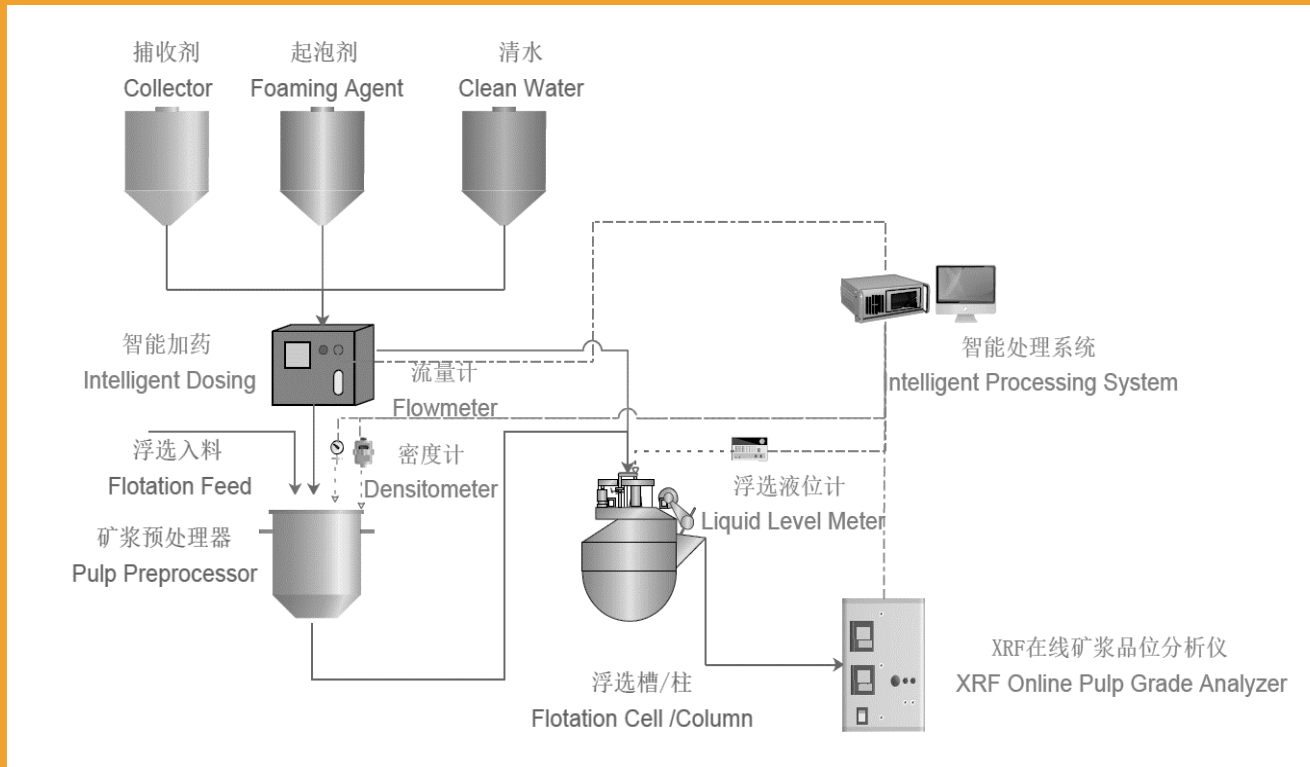 捕收剂
Collector
起泡剂
Foaming Agent
清水
Clean Water
智能加药
Intelligent Dosing
流量计
Flowmeter
智能处理系统
Intelligent Processing System
浮选入料
Flotation Feed
密度计
Densitometer
浮选液位计
Liquid Level Meter
矿浆预处理器
Pulp Preprocessor
XRF在线矿浆品位分析仪
XRF Online Pulp Grade Analyzer
浮选槽/柱
Flotation Cell /Column